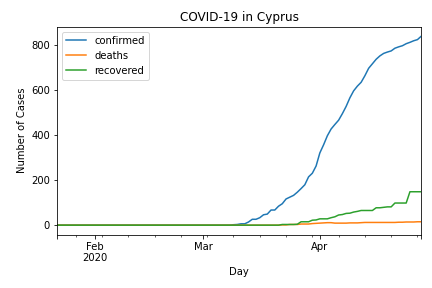 COVID-19 in Cyprus
confirmed
deaths
recovered
800
600
400
200
0
Number of Cases
Feb
2020
Mar
Apr
Day